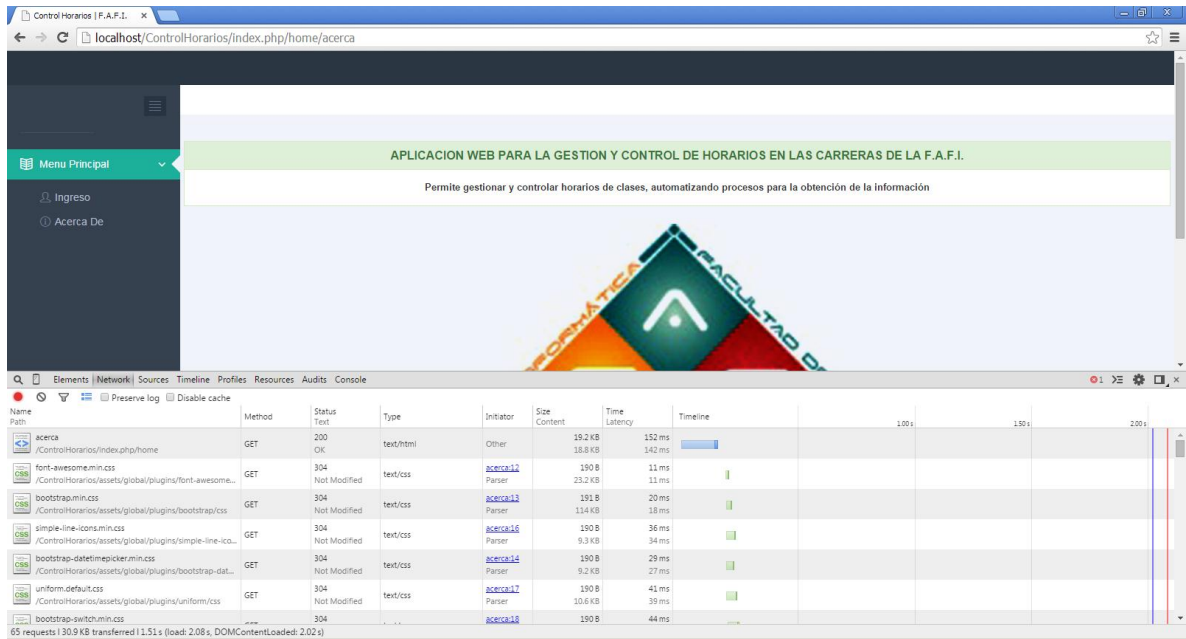 Control Horarios | F.A.F.I.
localhost/ControlHorarios/index.php/home/acerca
Menu Principal
Ingreso
Acerca De
APLICACION WEB PARA LA GESTION Y CONTROL DE HORARIOS EN LAS CARRERAS DE LA F.A.F.I.
Permite gestionar y controlar horarios de clases, automatizando procesos para la obtención de la información
INFORMÁTICA
FACULTAD DE
Elements Network Sources Timeline Profiles Resources Audits Console
1
Preserve log Disable cache
Name Path Method Status Text Type Initiator Size Content Time Latency Timeline 1.00 s 1.50 s 2.00 s
acerca GET 200 text/html Other 19.2 KB 152 ms
/ControlHorarios/index.php/home OK 18.8 KB 142 ms
font-awesome.min.css GET 304 text/css acerca:12 190 B 11 ms
/ControlHorarios/assets/global/plugins/font-awesome... Not Modified Parser 23.2 KB 11 ms
bootstrap.min.css GET 304 text/css acerca:13 191 B 20 ms
/ControlHorarios/assets/global/plugins/bootstrap/css Not Modified Parser 114 KB 18 ms
simple-line-icons.min.css GET 304 text/css acerca:16 190 B 36 ms
/ControlHorarios/assets/global/plugins/simple-line-ico... Not Modified Parser 9.3 KB 34 ms
bootstrap-datetimepicker.min.css GET 304 text/css acerca:14 190 B 29 ms
/ControlHorarios/assets/global/plugins/bootstrap-dat... Not Modified Parser 9.2 KB 27 ms
uniform.default.css GET 304 text/css acerca:17 190 B 41 ms
/ControlHorarios/assets/global/plugins/uniform/css Not Modified Parser 10.6 KB 39 ms
bootstrap-switch.min.css 304 acerca:18 190 B 44 ms
65 requests | 30.9 KB transferred | 1.51 s (load: 2.08 s, DOMContentLoaded: 2.02 s)